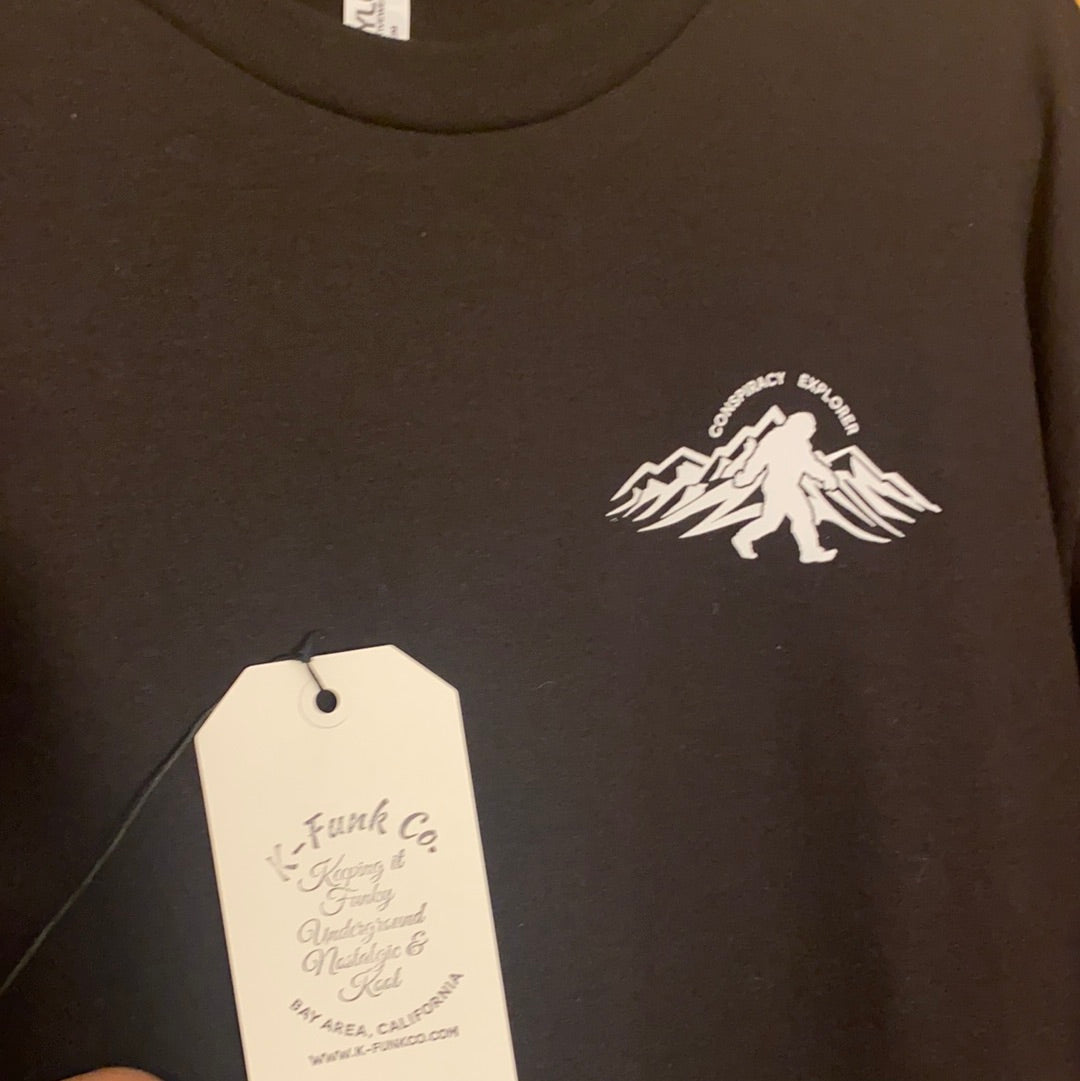 CONSPIRACY EXPLORER
K-Funk Co.
Keeping it
Funky
Underground
Nostalgic &
Kool
BAY AREA, CALIFORNIA
WWW.K-FUNKCO.COM